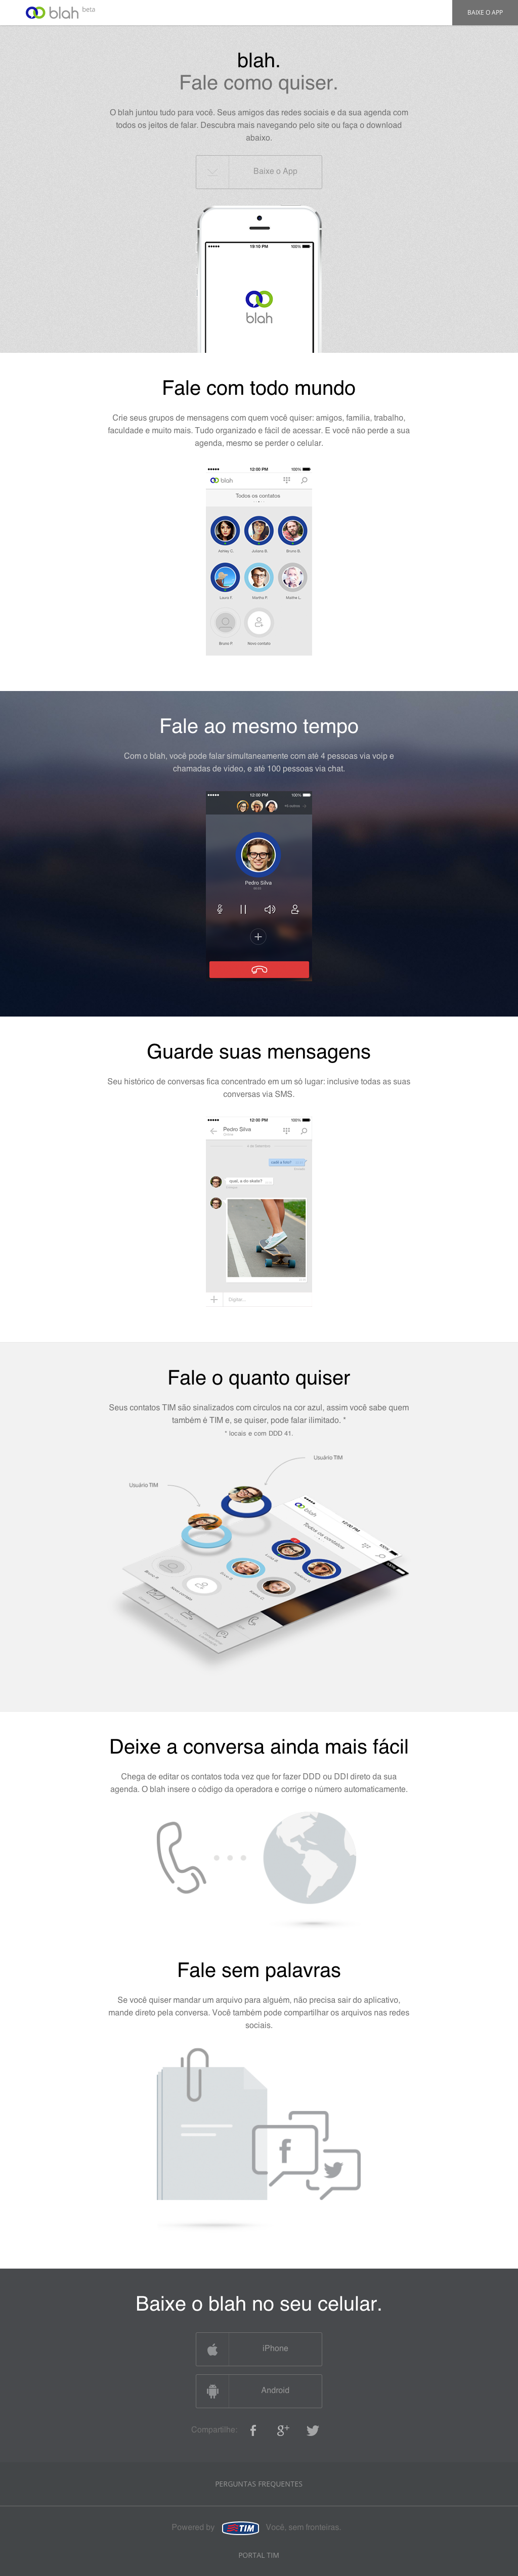 blah beta
BAIXE O APP
blah.
Fale como quiser.
O blah juntou tudo para você. Seus amigos das redes sociais e da sua agenda com
todos os jeitos de falar. Descubra mais navegando pelo site ou faça o download
abaixo.
Baixe o App
19:10 PM 100%
blah
Fale com todo mundo
Crie seus grupos de mensagens com quem você quiser: amigos, família, trabalho,
faculdade e muito mais. Tudo organizado e fácil de acessar. E você não perde a sua
agenda, mesmo se perder o celular.
12:00 PM 100%
blah
Todos os contatos
Ashley C. Juliana B. Bruno B.
Laura F. Martha P. Martha L.
Bruna P. Novo contato
Fale ao mesmo tempo
Com o blah, você pode falar simultaneamente com até 4 pessoas via voip e
chamadas de vídeo, e até 100 pessoas via chat.
12:00 PM 100%
Pedro Silva
Guarde suas mensagens
Seu histórico de conversas fica concentrado em um só lugar: inclusive todas as suas
conversas via SMS.
12:00 PM 100%
Pedro Silva
Digitar...
Fale o quanto quiser
Seus contatos TIM são sinalizados com círculos na cor azul, assim você sabe quem
também é TIM e, se quiser, pode falar ilimitado. *
* locais e com DDD 41.
Usuário TIM
Usuário TIM
blah
12:00 PM
100%
Todos os contatos
Deixe a conversa ainda mais fácil
Chega de editar os contatos toda vez que for fazer DDD ou DDI direto da sua
agenda. O blah insere o código da operadora e corrige o número automaticamente.
Fale sem palavras
Se você quiser mandar um arquivo para alguém, não precisa sair do aplicativo,
mande direto pela conversa. Você também pode compartilhar os arquivos nas redes
sociais.
Baixe o blah no seu celular.
iPhone
Android
Compartilhe:
PERGUNTAS FREQUENTES
Powered by TIM Você, sem fronteiras.
PORTAL TIM